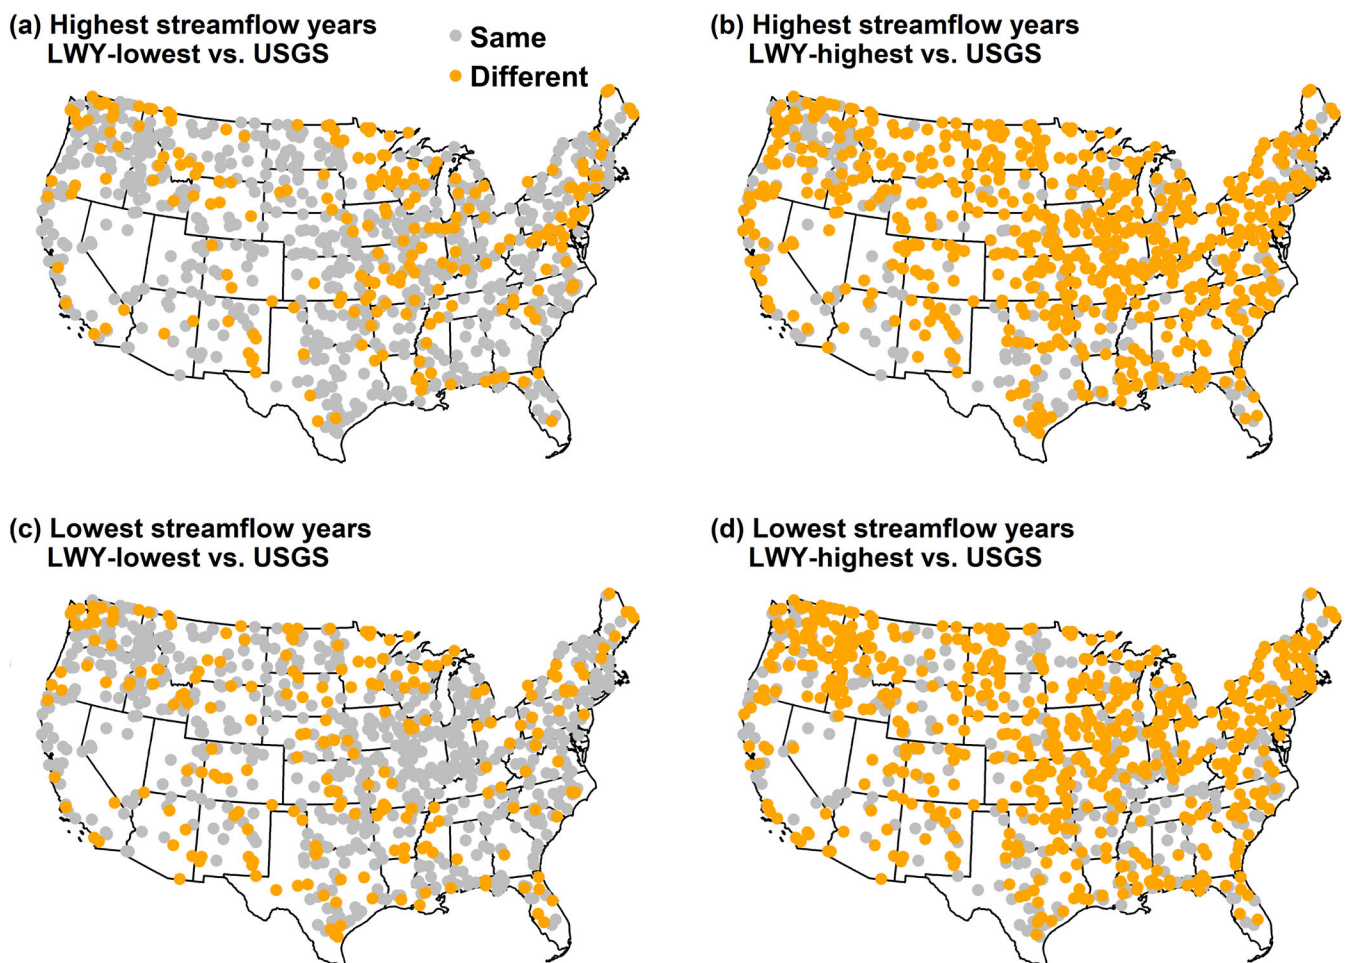 (a) Highest streamflow years
LWY-lowest vs. USGS
Same
Different
(b) Highest streamflow years
LWY-highest vs. USGS
(c) Lowest streamflow years
LWY-lowest vs. USGS
(d) Lowest streamflow years
LWY-highest vs. USGS